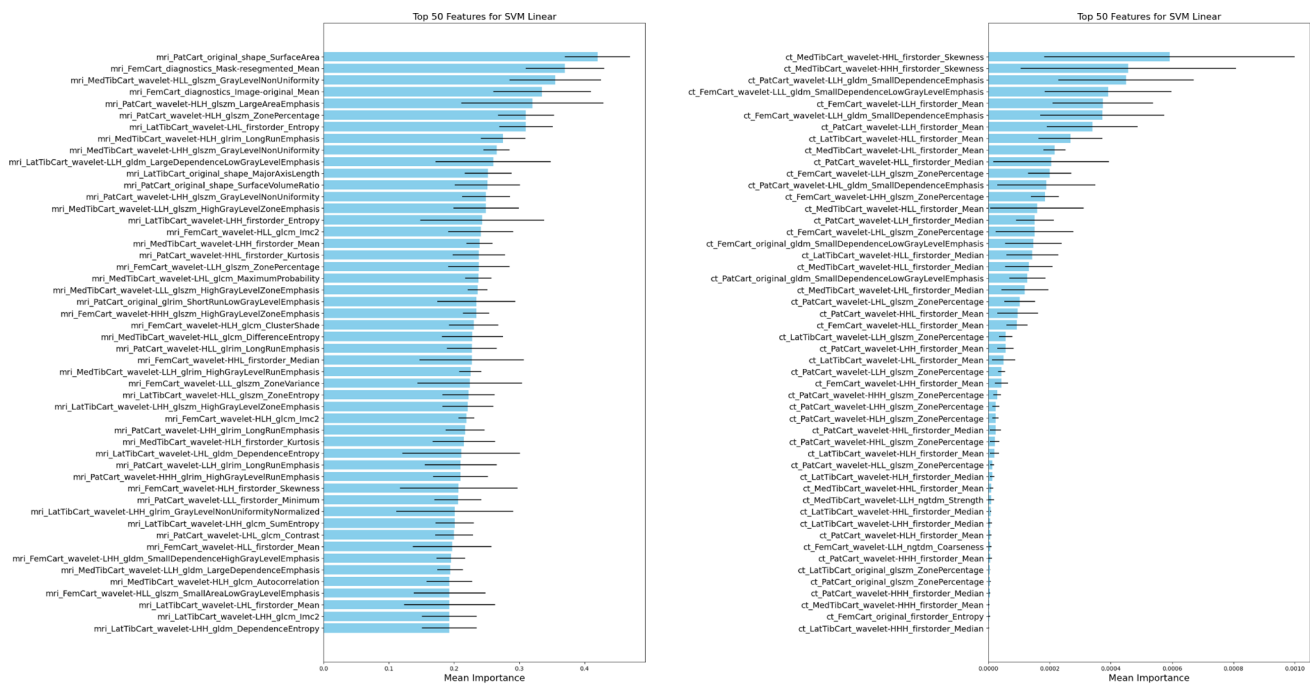 Top 50 Features for SVM Linear
mri_PatCart_original_shape_SurfaceArea
mri_FemCart_diagnostics_Mask-resegmented_Mean
mri_MedTibCart_wavelet-HLL_glszm_GrayLevelNonUniformity
mri_FemCart_diagnostics_Image-original_Mean
mri_PatCart_wavelet-HLH_glszm_LargeAreaEmphasis
mri_PatCart_wavelet-HLH_glszm_ZonePercentage
mri_LatTibCart_wavelet-LHL_firstorder_Entropy
mri_MedTibCart_wavelet-HLH_glrlm_LongRunEmphasis
mri_MedTibCart_wavelet-LHH_glszm_GrayLevelNonUniformity
mri_LatTibCart_wavelet-LLH_gldm_LargeDependenceLowGrayLevelEmphasis
mri_LatTibCart_original_shape_MajorAxisLength
mri_PatCart_original_shape_SurfaceVolumeRatio
mri_PatCart_wavelet-LHH_glszm_GrayLevelNonUniformity
mri_MedTibCart_wavelet-LLH_glszm_HighGrayLevelZoneEmphasis
mri_LatTibCart_wavelet-LHH_firstorder_Entropy
mri_FemCart_wavelet-HLL_glcm_Imc2
mri_MedTibCart_wavelet-LHH_firstorder_Mean
mri_PatCart_wavelet-HHL_firstorder_Kurtosis
mri_FemCart_wavelet-LLH_glszm_ZonePercentage
mri_MedTibCart_wavelet-LHL_glcm_MaximumProbability
mri_MedTibCart_wavelet-LLL_glszm_HighGrayLevelZoneEmphasis
mri_PatCart_original_glrlm_ShortRunLowGrayLevelEmphasis
mri_FemCart_wavelet-HHH_glszm_HighGrayLevelZoneEmphasis
mri_FemCart_wavelet-HLH_glcm_ClusterShade
mri_MedTibCart_wavelet-HLL_glcm_DifferenceEntropy
mri_PatCart_wavelet-HLL_glrlm_LongRunEmphasis
mri_FemCart_wavelet-HHL_firstorder_Median
mri_MedTibCart_wavelet-LLH_glrlm_HighGrayLevelRunEmphasis
mri_FemCart_wavelet-LLL_glszm_ZoneVariance
mri_LatTibCart_wavelet-HLL_glszm_ZoneEntropy
mri_LatTibCart_wavelet-LHH_glszm_HighGrayLevelZoneEmphasis
mri_FemCart_wavelet-HLH_glcm_Imc2
mri_PatCart_wavelet-LHH_glrlm_LongRunEmphasis
mri_MedTibCart_wavelet-HLH_firstorder_Kurtosis
mri_LatTibCart_wavelet-LHL_gldm_DependenceEntropy
mri_PatCart_wavelet-LLH_glrlm_LongRunEmphasis
mri_PatCart_wavelet-HHH_glrlm_HighGrayLevelRunEmphasis
mri_FemCart_wavelet-HLH_firstorder_Skewness
mri_PatCart_wavelet-LLL_firstorder_Minimum
mri_LatTibCart_wavelet-LHH_glrlm_GrayLevelNonUniformityNormalized
mri_LatTibCart_wavelet-LHH_glcm_SumEntropy
mri_PatCart_wavelet-LHL_glcm_Contrast
mri_FemCart_wavelet-HLL_firstorder_Mean
mri_FemCart_wavelet-LHH_gldm_SmallDependenceHighGrayLevelEmphasis
mri_MedTibCart_wavelet-LLH_gldm_LargeDependenceEmphasis
mri_MedTibCart_wavelet-HLH_glcm_Autocorrelation
mri_FemCart_wavelet-HLL_glszm_SmallAreaLowGrayLevelEmphasis
mri_LatTibCart_wavelet-LHL_firstorder_Mean
mri_LatTibCart_wavelet-LHH_glcm_Imc2
mri_LatTibCart_wavelet-LHH_gldm_DependenceEntropy
0.0 0.1 0.2 0.3 0.4
Mean Importance
Top 50 Features for SVM Linear
ct_MedTibCart_wavelet-HHL_firstorder_Skewness
ct_MedTibCart_wavelet-HHH_firstorder_Skewness
ct_PatCart_wavelet-LLH_gldm_SmallDependenceEmphasis
ct_FemCart_wavelet-LLL_gldm_SmallDependenceLowGrayLevelEmphasis
ct_FemCart_wavelet-LLH_firstorder_Mean
ct_FemCart_wavelet-LLH_gldm_SmallDependenceEmphasis
ct_PatCart_wavelet-LLH_firstorder_Mean
ct_LatTibCart_wavelet-HLL_firstorder_Mean
ct_MedTibCart_wavelet-LHL_firstorder_Mean
ct_PatCart_wavelet-HLL_firstorder_Median
ct_FemCart_wavelet-LLH_glszm_ZonePercentage
ct_PatCart_wavelet-LHL_gldm_SmallDependenceEmphasis
ct_FemCart_wavelet-LHH_glszm_ZonePercentage
ct_MedTibCart_wavelet-HLL_firstorder_Mean
ct_PatCart_wavelet-LLH_firstorder_Median
ct_FemCart_wavelet-LHL_glszm_ZonePercentage
ct_FemCart_original_gldm_SmallDependenceLowGrayLevelEmphasis
ct_LatTibCart_wavelet-HLL_firstorder_Median
ct_MedTibCart_wavelet-HLL_firstorder_Median
ct_PatCart_original_gldm_SmallDependenceLowGrayLevelEmphasis
ct_MedTibCart_wavelet-LHL_firstorder_Median
ct_PatCart_wavelet-LHL_glszm_ZonePercentage
ct_PatCart_wavelet-HHL_firstorder_Mean
ct_FemCart_wavelet-HLL_firstorder_Mean
ct_LatTibCart_wavelet-LLH_glszm_ZonePercentage
ct_PatCart_wavelet-LHH_firstorder_Mean
ct_LatTibCart_wavelet-LHL_firstorder_Mean
ct_PatCart_wavelet-LLH_glszm_ZonePercentage
ct_FemCart_wavelet-LHH_firstorder_Mean
ct_PatCart_wavelet-HHH_glszm_ZonePercentage
ct_PatCart_wavelet-LHH_glszm_ZonePercentage
ct_PatCart_wavelet-HLH_glszm_ZonePercentage
ct_PatCart_wavelet-HHL_firstorder_Median
ct_PatCart_wavelet-HHL_glszm_ZonePercentage
ct_LatTibCart_wavelet-HLH_firstorder_Mean
ct_PatCart_wavelet-HLL_glszm_ZonePercentage
ct_LatTibCart_wavelet-HLH_firstorder_Median
ct_MedTibCart_wavelet-HHL_firstorder_Mean
ct_MedTibCart_wavelet-LLH_ngtdm_Strength
ct_LatTibCart_wavelet-HHL_firstorder_Median
ct_LatTibCart_wavelet-LHH_firstorder_Median
ct_PatCart_wavelet-HLH_firstorder_Mean
ct_FemCart_wavelet-LLH_ngtdm_Coarseness
ct_PatCart_wavelet-HHH_firstorder_Mean
ct_LatTibCart_original_glszm_ZonePercentage
ct_PatCart_original_glszm_ZonePercentage
ct_PatCart_wavelet-HHH_firstorder_Median
ct_MedTibCart_wavelet-HHH_firstorder_Mean
ct_FemCart_original_firstorder_Entropy
ct_LatTibCart_wavelet-HHH_firstorder_Median
0.0000 0.0002 0.0004 0.0006 0.0008 0.0010
Mean Importance